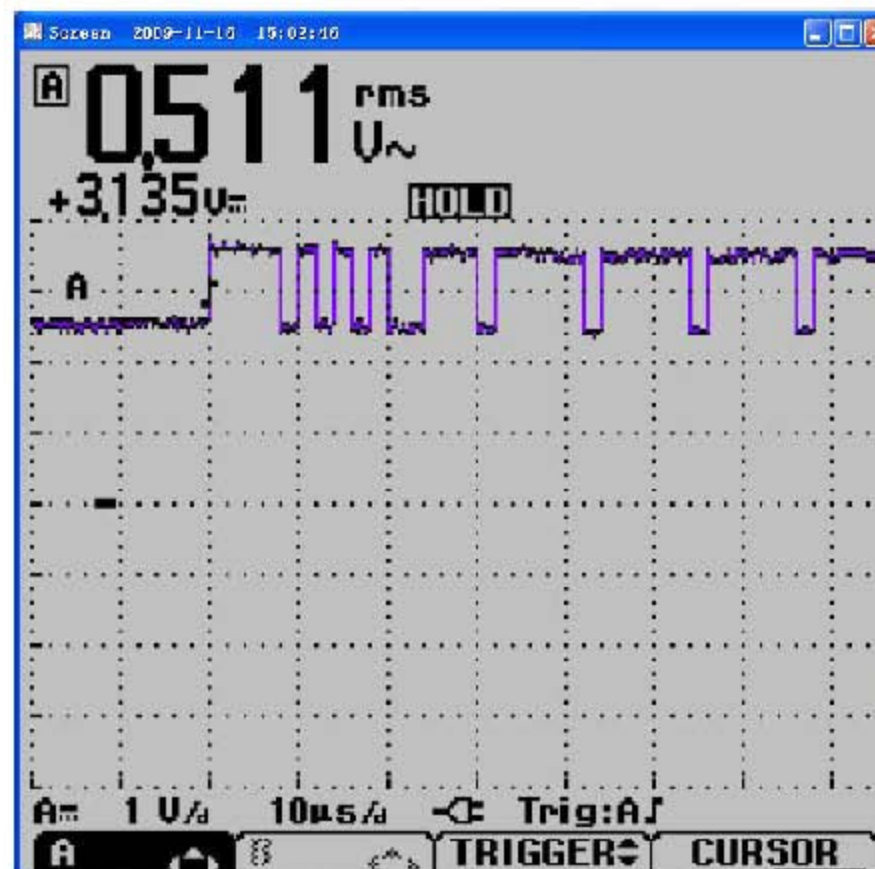 Screen 2009-11-16 15:02:46
A 0,511 rms V~
+3,135V
HOLD
A
A 1 V/d 10µs/d Trig:A
A B TRIGGER CURSOR